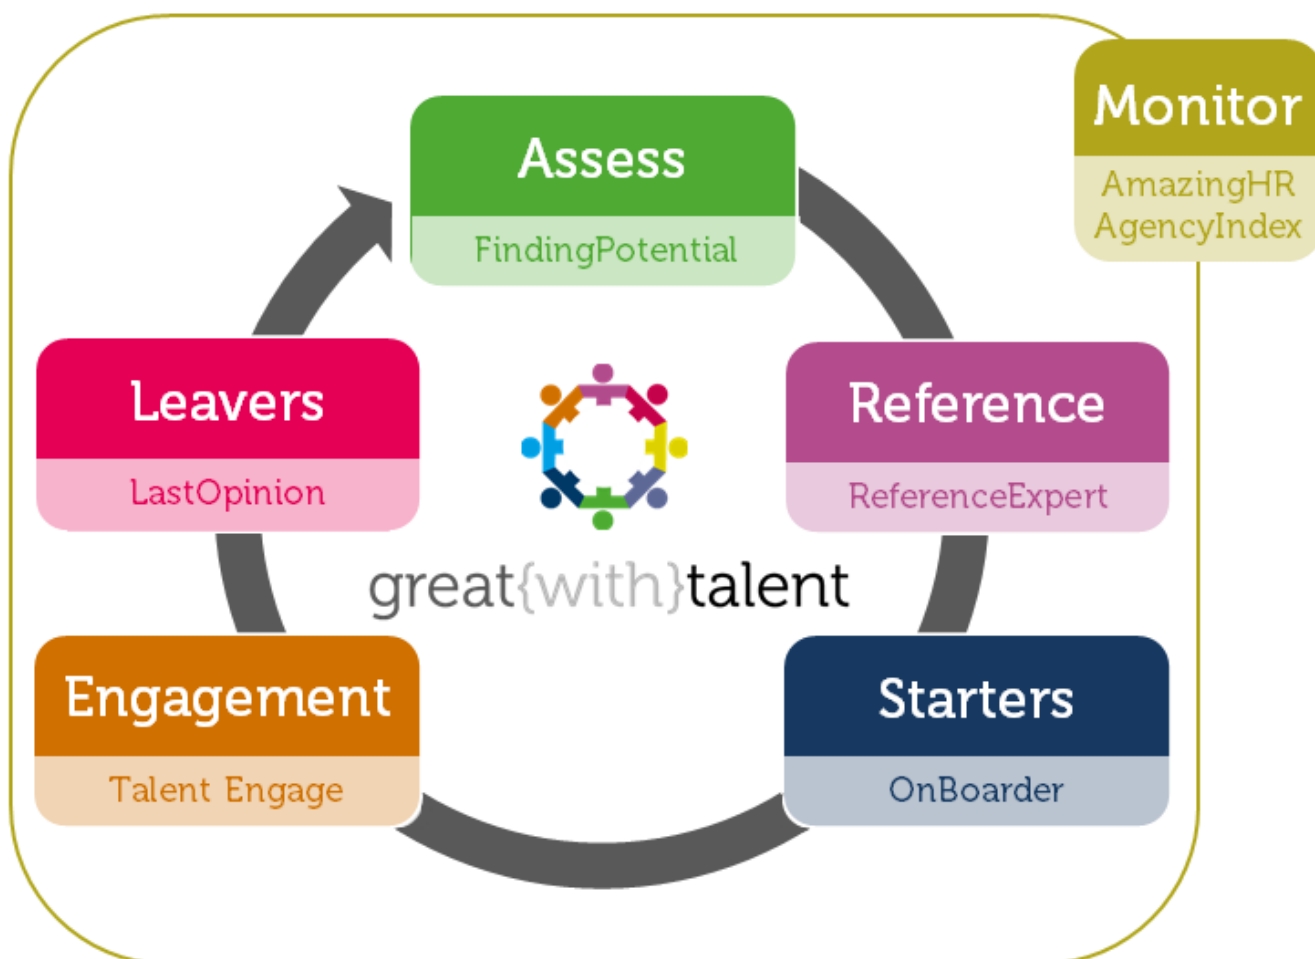 Monitor
AmazingHR
AgencyIndex
Assess
FindingPotential
Reference
ReferenceExpert
Starters
OnBoarder
Engagement
Talent Engage
Leavers
LastOpinion
great{with}talent